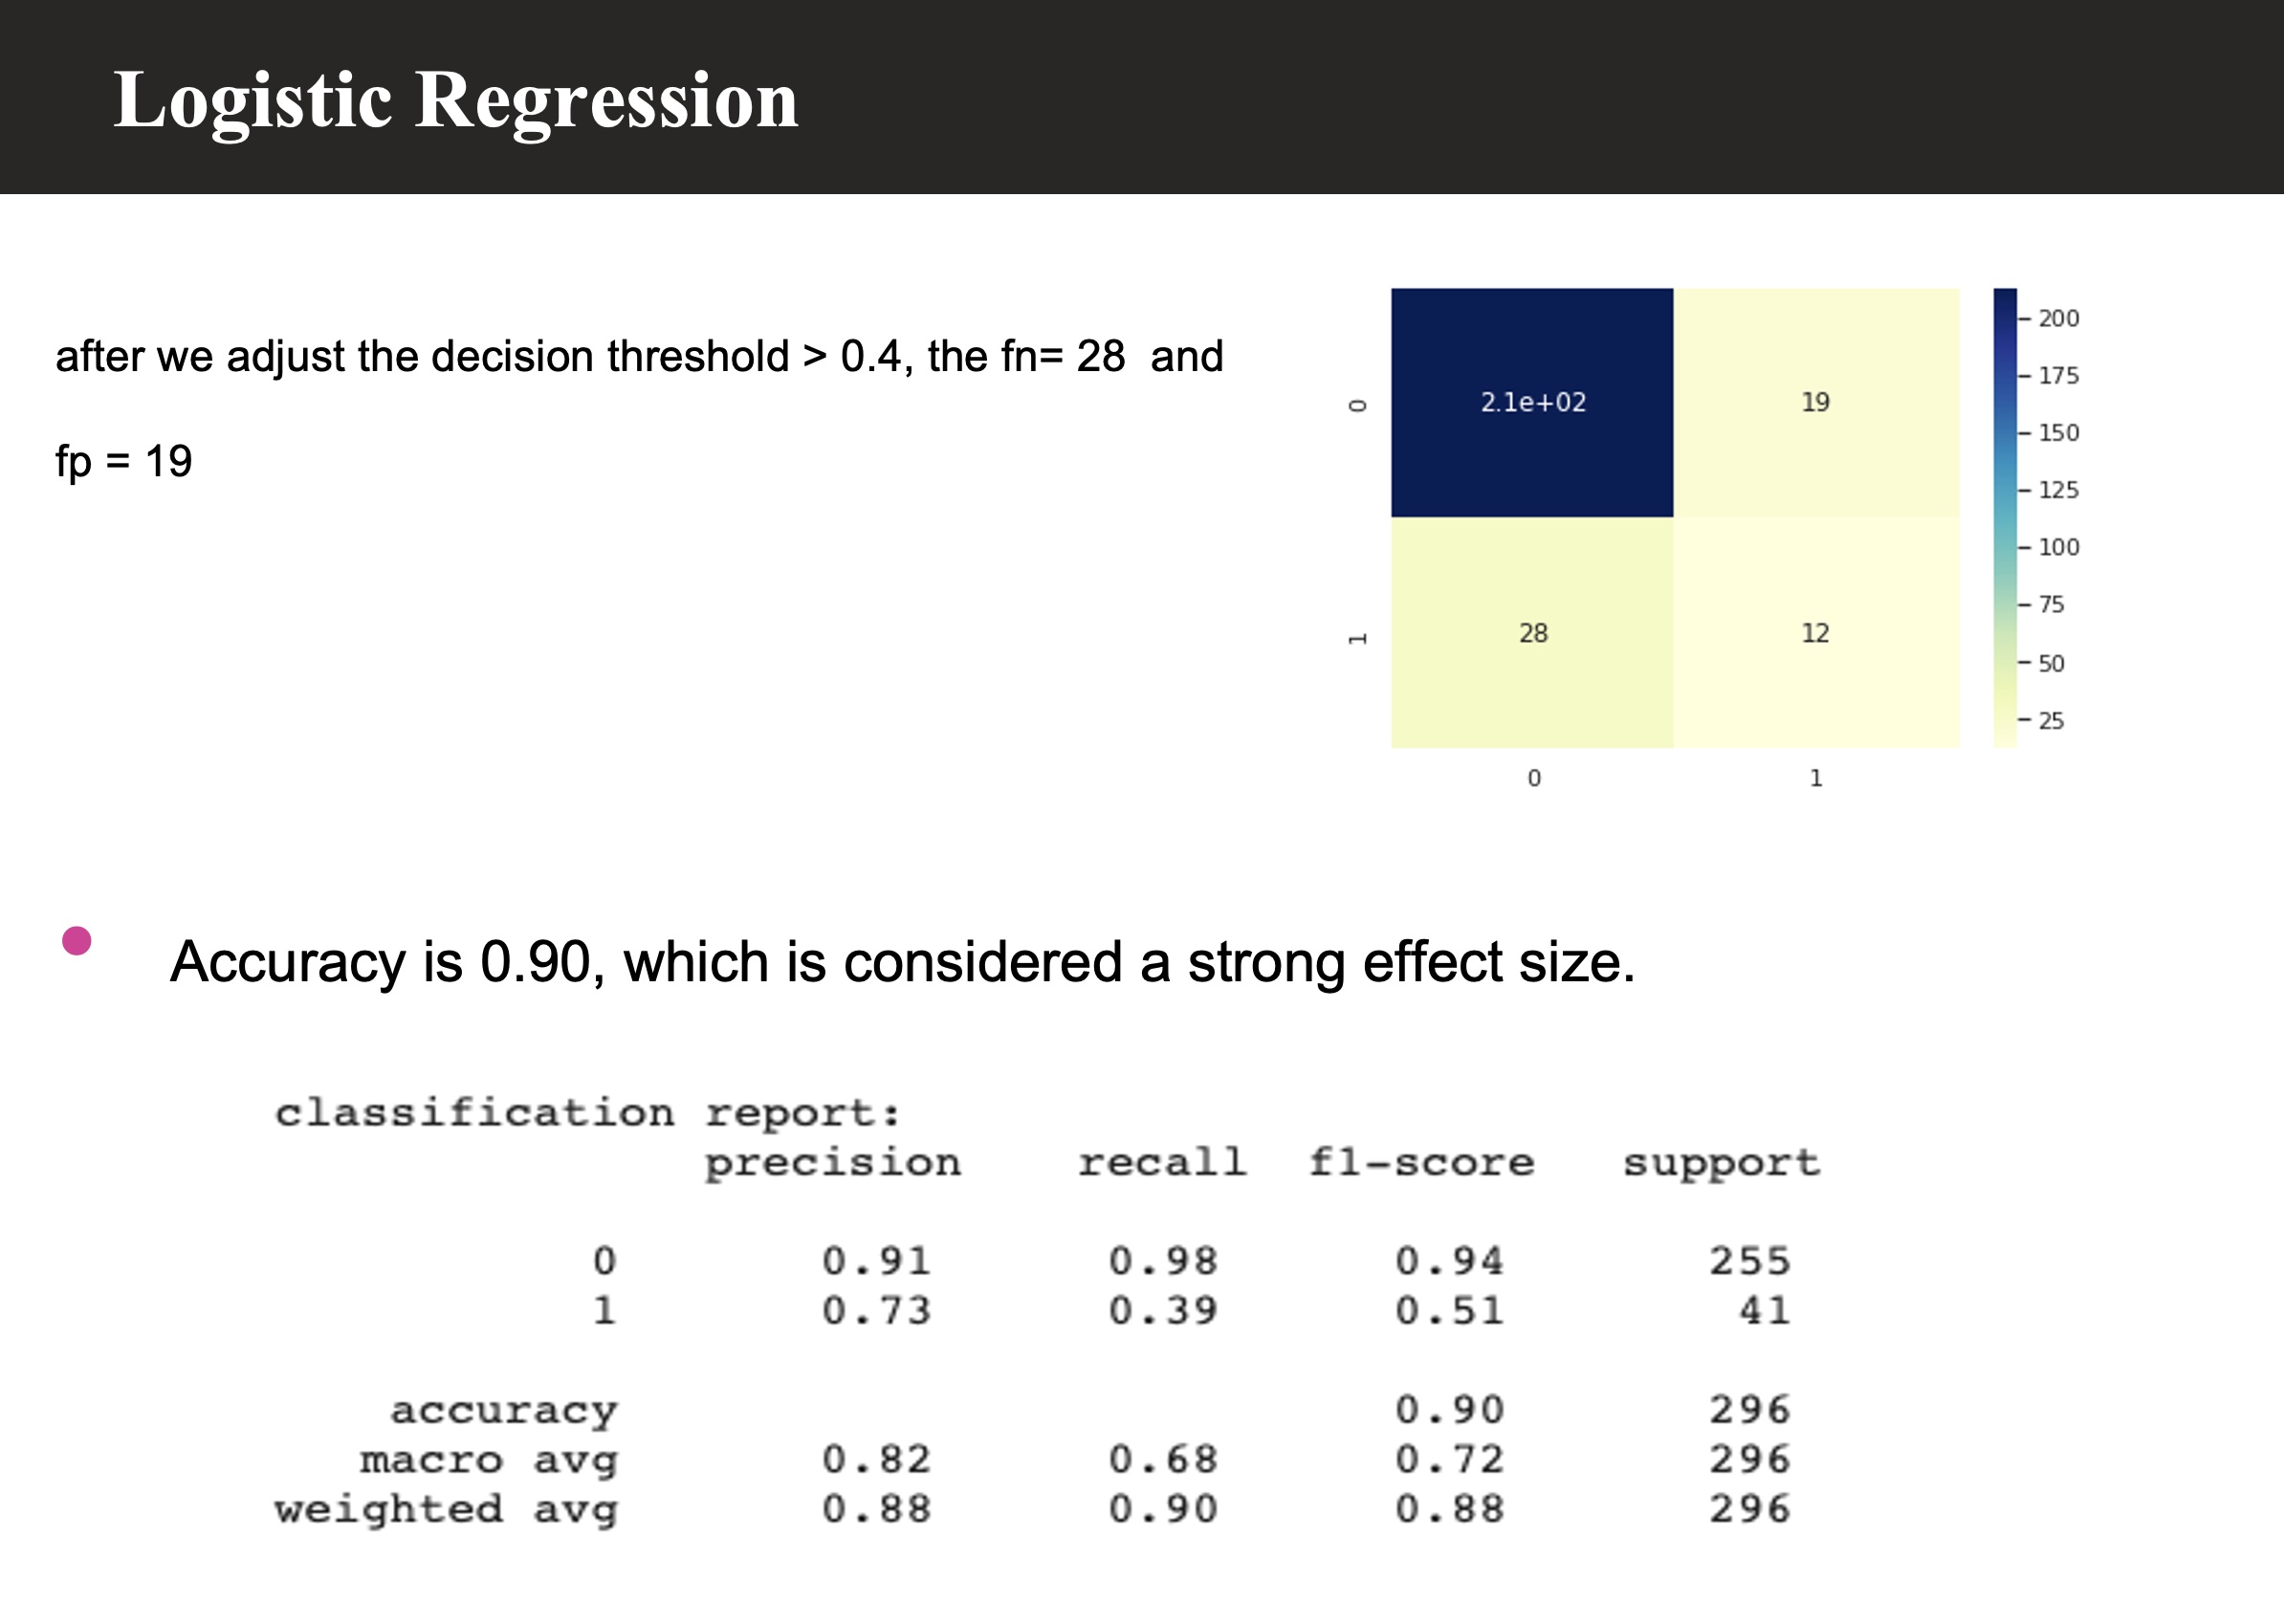 Logistic Regression
after we adjust the decision threshold > 0.4, the fn= 28 and
fp = 19
0
1
2.1e+02
19
28
12
0
1
200
175
150
125
100
75
50
25
Accuracy is 0.90, which is considered a strong effect size.
classification report:
precision recall f1-score support
0 0.91 0.98 0.94 255
1 0.73 0.39 0.51 41
accuracy 0.90 296
macro avg 0.82 0.68 0.72 296
weighted avg 0.88 0.90 0.88 296